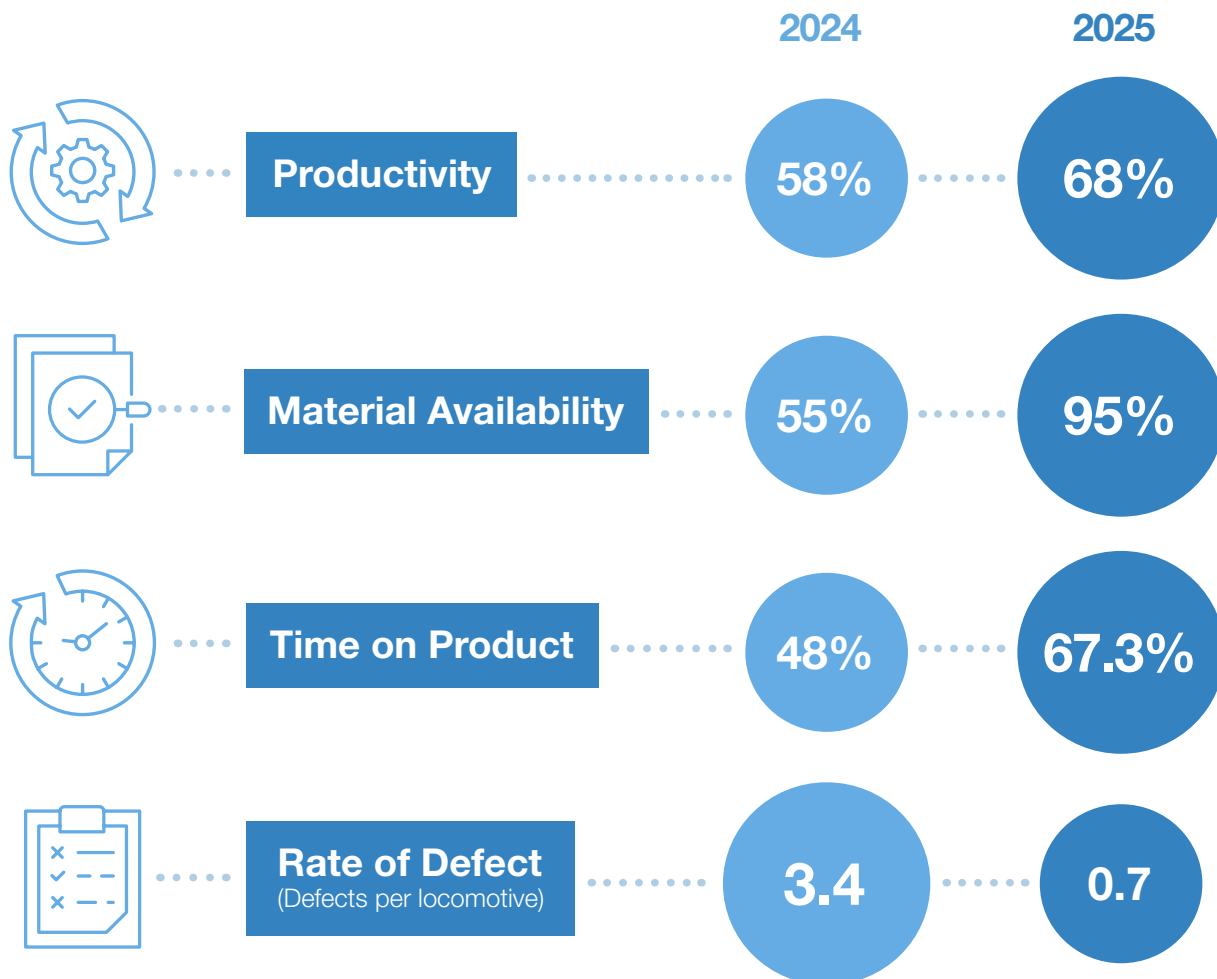 2024 2025
Productivity 58% 68%
Material Availability 55% 95%
Time on Product 48% 67.3%
Rate of Defect
(Defects per locomotive) 3.4 0.7